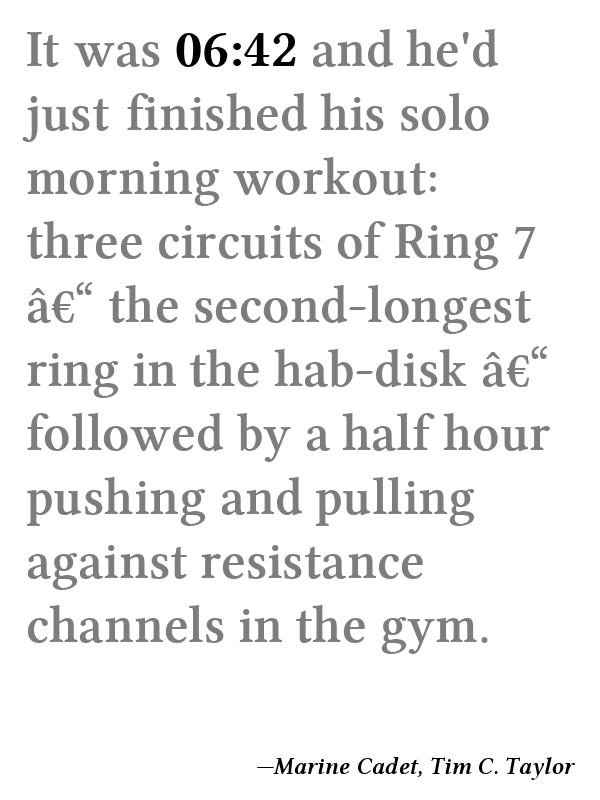 It was 06:42 and he'd
just finished his solo
morning workout:
three circuits of Ring 7
â€“ the second-longest
ring in the hab-disk â€“
followed by a half hour
pushing and pulling
against resistance
channels in the gym.
—Marine Cadet, Tim C. Taylor